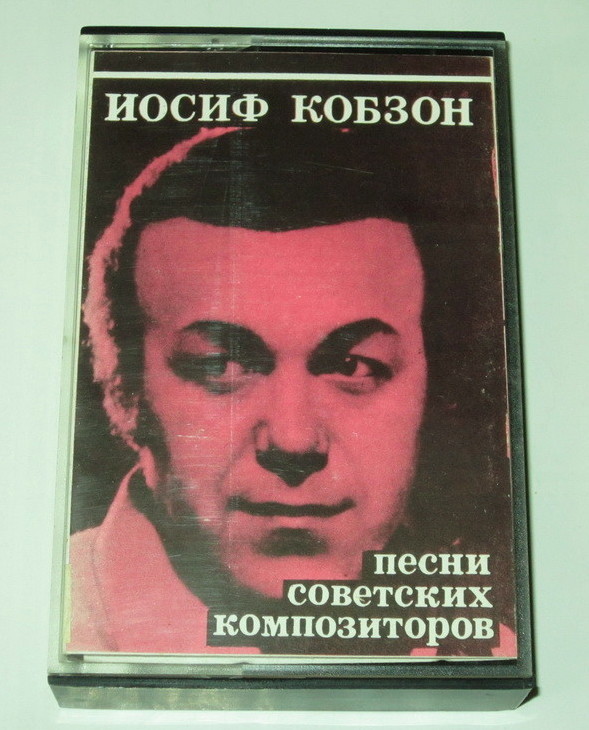 ИОСИФ КОБЗОН
песни
советских
композиторов